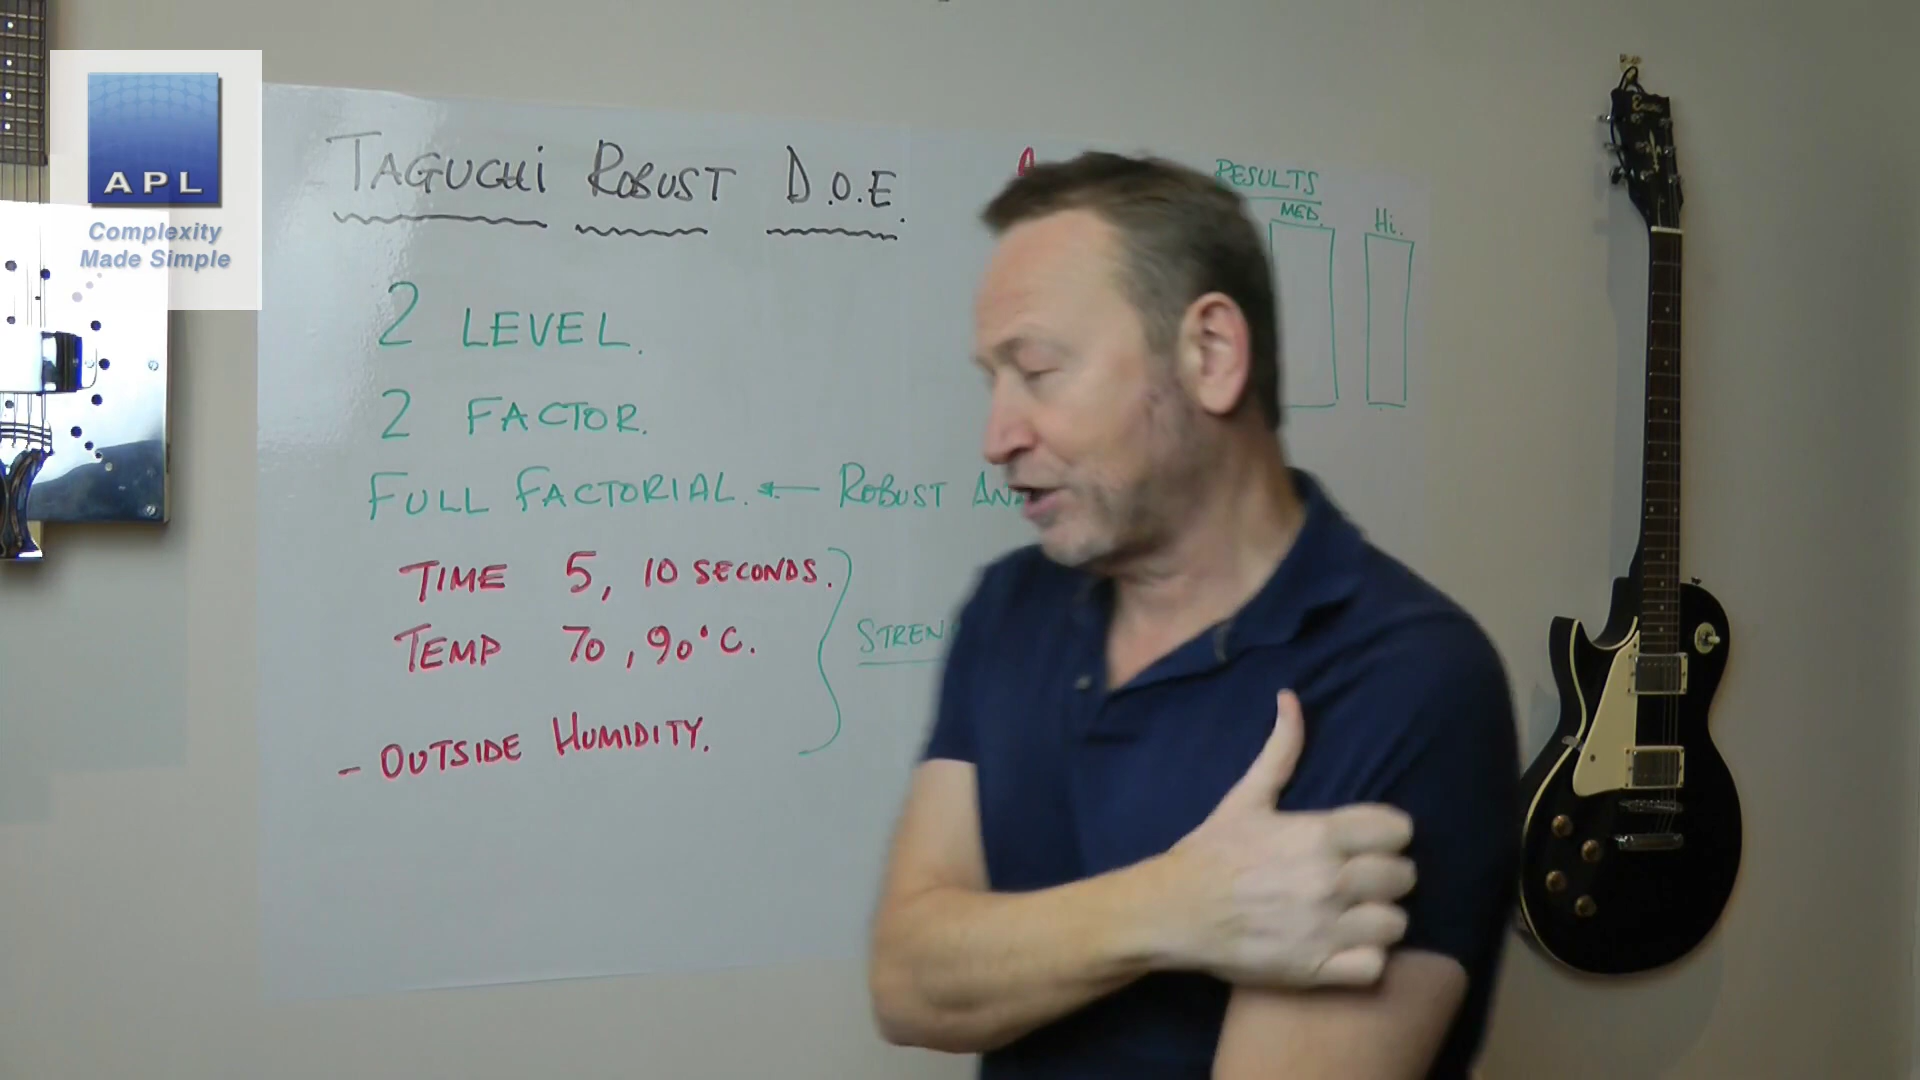 APL
Complexity
Made Simple
TAGUCHI ROBUST D.O.E.
2 LEVEL.
2 FACTOR.
FULL FACTORIAL. ← ROBUST
TIME 5, 10 SECONDS.
TEMP 70, 90°C.
- OUTSIDE HUMIDITY.
RESULTS
MED. Hi.